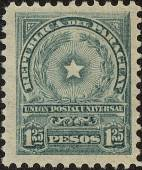 REPUBLICA DEL PARAGUAY
UNION POSTAL UNIVERSAL
1.25 PESOS 1.25